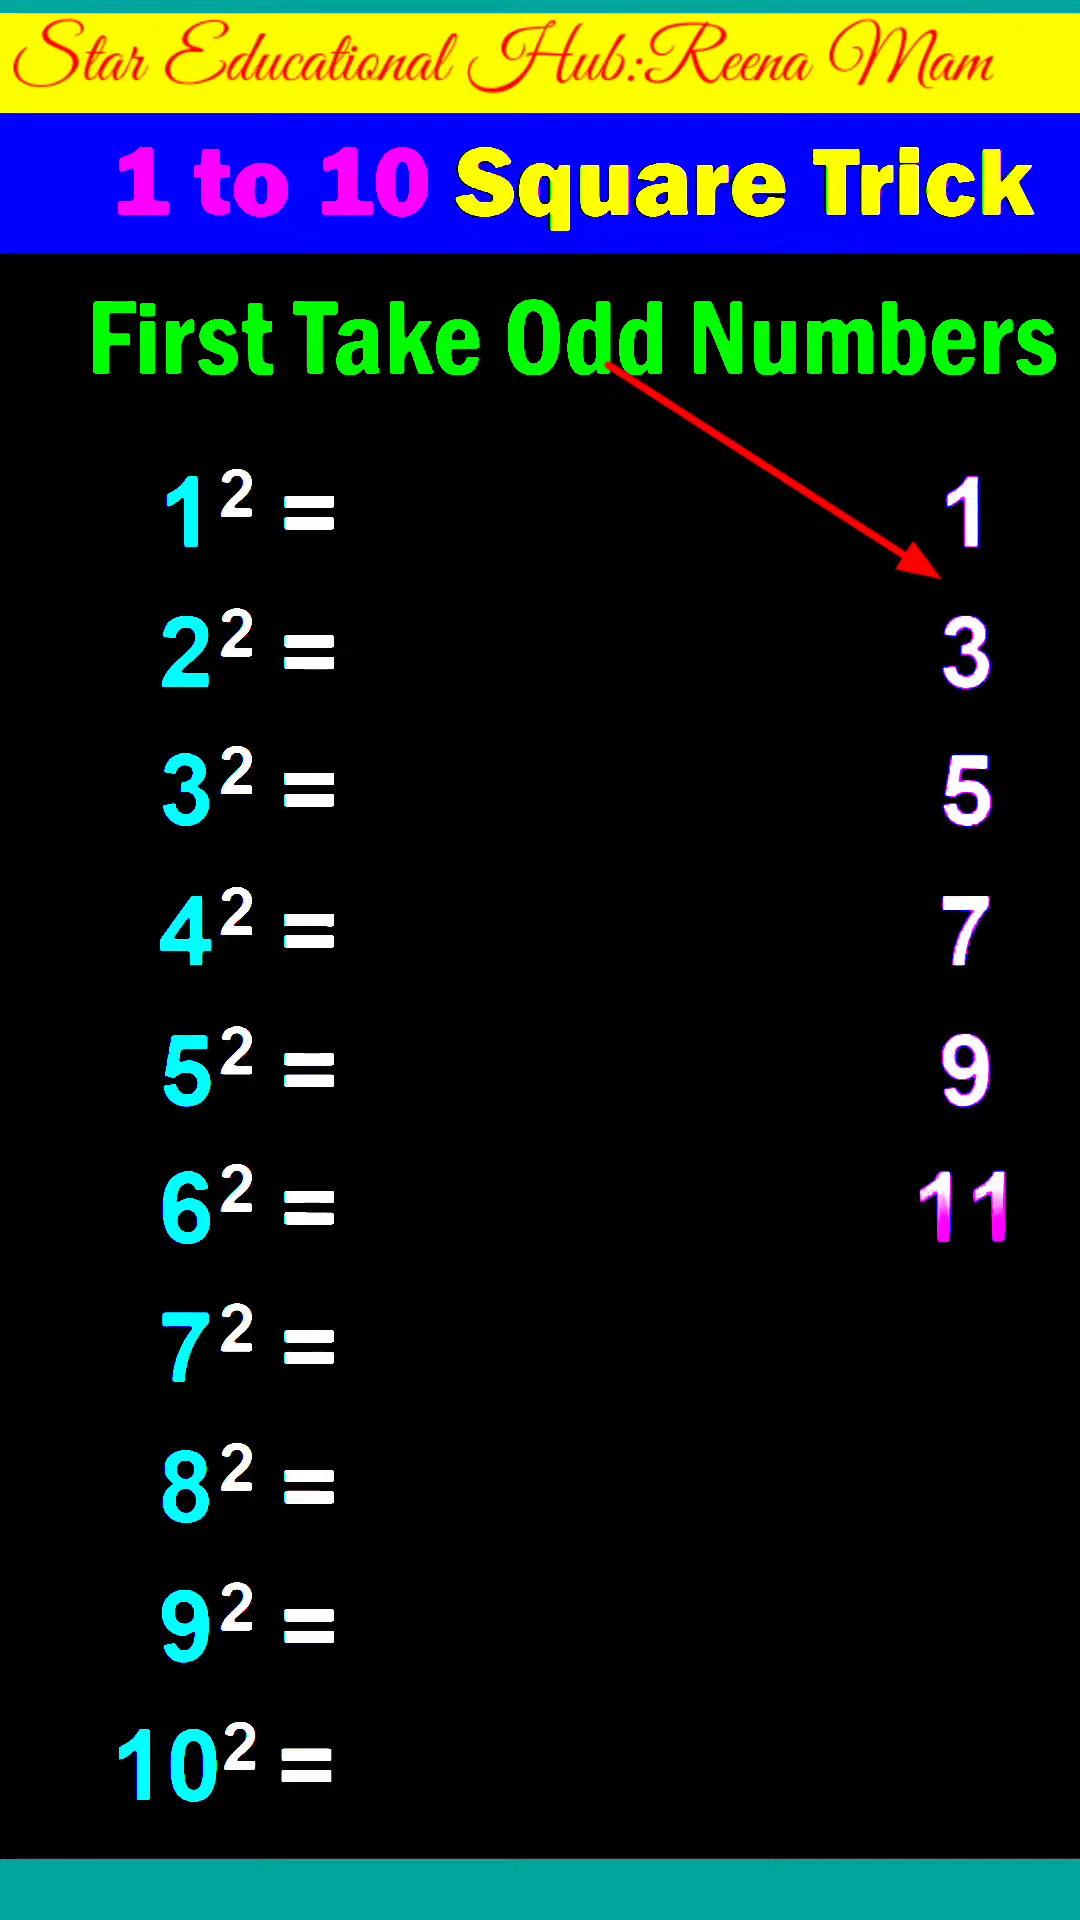 Star Educational Hub:Reena Mam
1 to 10 Square Trick
First Take Odd Numbers
1² = 1
2² = 3
3² = 5
4² = 7
5² = 9
6² = 11
7² =
8² =
9² =
10² =